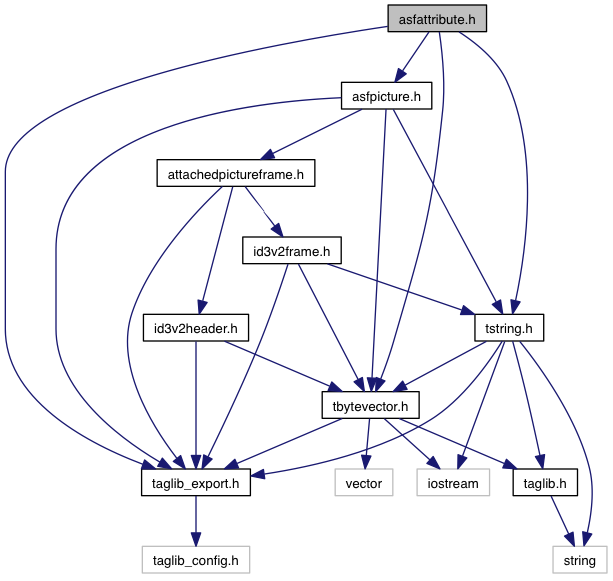 asfattribute.h
asfpicture.h
attachedpictureframe.h
id3v2frame.h
id3v2header.h
tstring.h
tbytevector.h
taglib_export.h
vector
iostream
taglib.h
taglib_config.h
string